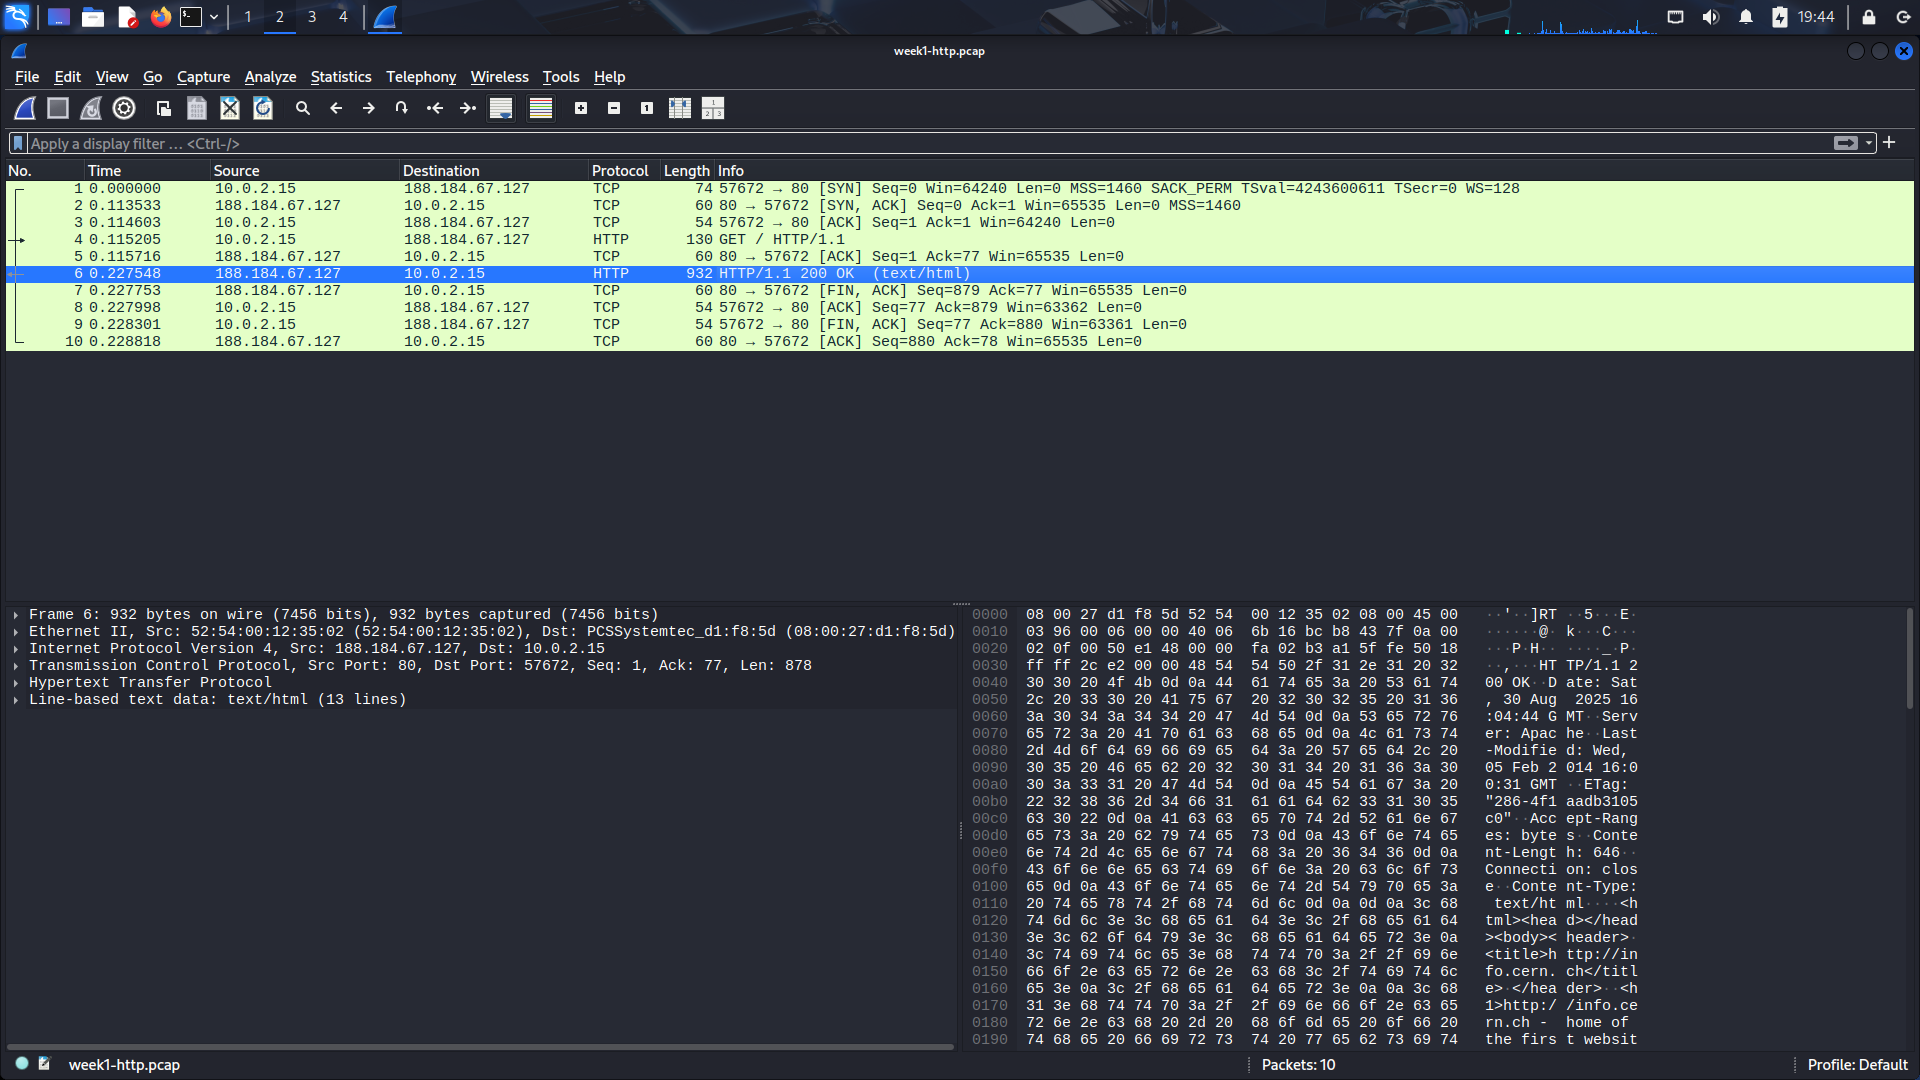 1 2 3 4 19:44
week1-http.pcap
File Edit View Go Capture Analyze Statistics Telephony Wireless Tools Help
Apply a display filter … <Ctrl-/>
No. Time Source Destination Protocol Length Info
1 0.000000 10.0.2.15 188.184.67.127 TCP 74 57672 → 80 [SYN] Seq=0 Win=64240 Len=0 MSS=1460 SACK_PERM TSval=4243600611 TSecr=0 WS=128
2 0.113533 188.184.67.127 10.0.2.15 TCP 60 80 → 57672 [SYN, ACK] Seq=0 Ack=1 Win=65535 Len=0 MSS=1460
3 0.114603 10.0.2.15 188.184.67.127 TCP 54 57672 → 80 [ACK] Seq=1 Ack=1 Win=64240 Len=0
4 0.115205 10.0.2.15 188.184.67.127 HTTP 130 GET / HTTP/1.1
5 0.115716 188.184.67.127 10.0.2.15 TCP 60 80 → 57672 [ACK] Seq=1 Ack=77 Win=65535 Len=0
6 0.227548 188.184.67.127 10.0.2.15 HTTP 932 HTTP/1.1 200 OK  (text/html)
7 0.227753 188.184.67.127 10.0.2.15 TCP 60 80 → 57672 [FIN, ACK] Seq=879 Ack=77 Win=65535 Len=0
8 0.227998 10.0.2.15 188.184.67.127 TCP 54 57672 → 80 [ACK] Seq=77 Ack=879 Win=63362 Len=0
9 0.228301 10.0.2.15 188.184.67.127 TCP 54 57672 → 80 [FIN, ACK] Seq=77 Ack=880 Win=63361 Len=0
10 0.228818 188.184.67.127 10.0.2.15 TCP 60 80 → 57672 [ACK] Seq=880 Ack=78 Win=65535 Len=0
Frame 6: 932 bytes on wire (7456 bits), 932 bytes captured (7456 bits)
Ethernet II, Src: 52:54:00:12:35:02 (52:54:00:12:35:02), Dst: PCSSystemtec_d1:f8:5d (08:00:27:d1:f8:5d)
Internet Protocol Version 4, Src: 188.184.67.127, Dst: 10.0.2.15
Transmission Control Protocol, Src Port: 80, Dst Port: 57672, Seq: 1, Ack: 77, Len: 878
Hypertext Transfer Protocol
Line-based text data: text/html (13 lines)
0000 08 00 27 d1 f8 5d 52 54 00 12 35 02 08 00 45 00 ··'··]RT ··5···E·
0010 03 96 00 06 00 00 40 06 6b 16 bc b8 43 7f 0a 00 ······@· k···C···
0020 02 0f 00 50 e1 48 00 00 fa 02 b3 a1 5f fe 50 18 ···P·H·· ····_·P·
0030 ff ff 2c e2 00 00 48 54 54 50 2f 31 2e 31 20 32 ··,···HT TP/1.1 2
0040 30 30 20 4f 4b 0d 0a 44 61 74 65 3a 20 53 61 74 00 OK··D ate: Sat
0050 2c 20 33 30 20 41 75 67 20 32 30 32 35 20 31 36 , 30 Aug  2025 16
0060 3a 30 34 3a 34 34 20 47 4d 54 0d 0a 53 65 72 76 :04:44 G MT··Serv
0070 65 72 3a 20 41 70 61 63 68 65 0d 0a 4c 61 73 74 er: Apac he··Last
0080 2d 4d 6f 64 69 66 69 65 64 3a 20 57 65 64 2c 20 -Modifie d: Wed,
0090 30 35 20 46 65 62 20 32 30 31 34 20 31 36 3a 30 05 Feb 2 014 16:0
00a0 30 3a 33 31 20 47 4d 54 0d 0a 45 54 61 67 3a 20 0:31 GMT ··ETag:
00b0 22 32 38 36 2d 34 66 31 61 61 64 62 33 31 30 35 "286-4f1 aadb3105
00c0 63 30 22 0d 0a 41 63 63 65 70 74 2d 52 61 6e 67 c0"··Acc ept-Rang
00d0 65 73 3a 20 62 79 74 65 73 0d 0a 43 6f 6e 74 65 es: byte s··Conte
00e0 6e 74 2d 4c 65 6e 67 74 68 3a 20 36 34 36 0d 0a nt-Lengt h: 646··
00f0 43 6f 6e 6e 65 63 74 69 6f 6e 3a 20 63 6c 6f 73 Connecti on: clos
0100 65 0d 0a 43 6f 6e 74 65 6e 74 2d 54 79 70 65 3a e··Conte nt-Type:
0110 20 74 65 78 74 2f 68 74 6d 6c 0d 0a 0d 0a 3c 68  text/ht ml····<h
0120 74 6d 6c 3e 3c 68 65 61 64 3e 3c 2f 68 65 61 64 tml><hea d></head
0130 3e 3c 62 6f 64 79 3e 3c 68 65 61 64 65 72 3e 0a ><body>< header>·
0140 3c 74 69 74 6c 65 3e 68 74 74 70 3a 2f 2f 69 6e <title>h ttp://in
0150 66 6f 2e 63 65 72 6e 2e 63 68 3c 2f 74 69 74 6c fo.cern. ch</titl
0160 65 3e 0a 3c 2f 68 65 61 64 65 72 3e 0a 0a 3c 68 e>·</hea der>··<h
0170 31 3e 68 74 74 70 3a 2f 2f 69 6e 66 6f 2e 63 65 1>http:/ /info.ce
0180 72 6e 2e 63 68 20 2d 20 68 6f 6d 65 20 6f 66 20 rn.ch -  home of
0190 74 68 65 20 66 69 72 73 74 20 77 65 62 73 69 74 the firs t websit
week1-http.pcap Packets: 10 Profile: Default